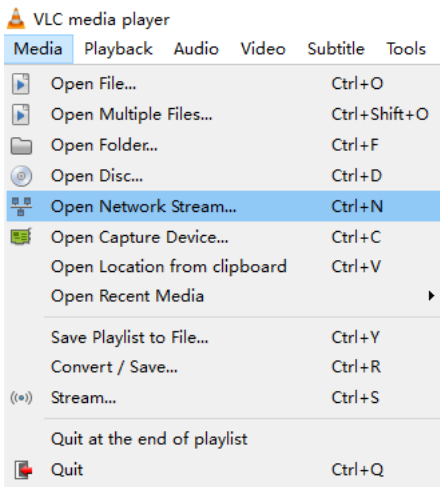 VLC media player
Media Playback Audio Video Subtitle Tools
Open File... Ctrl+O
Open Multiple Files... Ctrl+Shift+O
Open Folder... Ctrl+F
Open Disc... Ctrl+D
Open Network Stream... Ctrl+N
Open Capture Device... Ctrl+C
Open Location from clipboard Ctrl+V
Open Recent Media
Save Playlist to File... Ctrl+Y
Convert / Save... Ctrl+R
Stream... Ctrl+S
Quit at the end of playlist
Quit Ctrl+Q